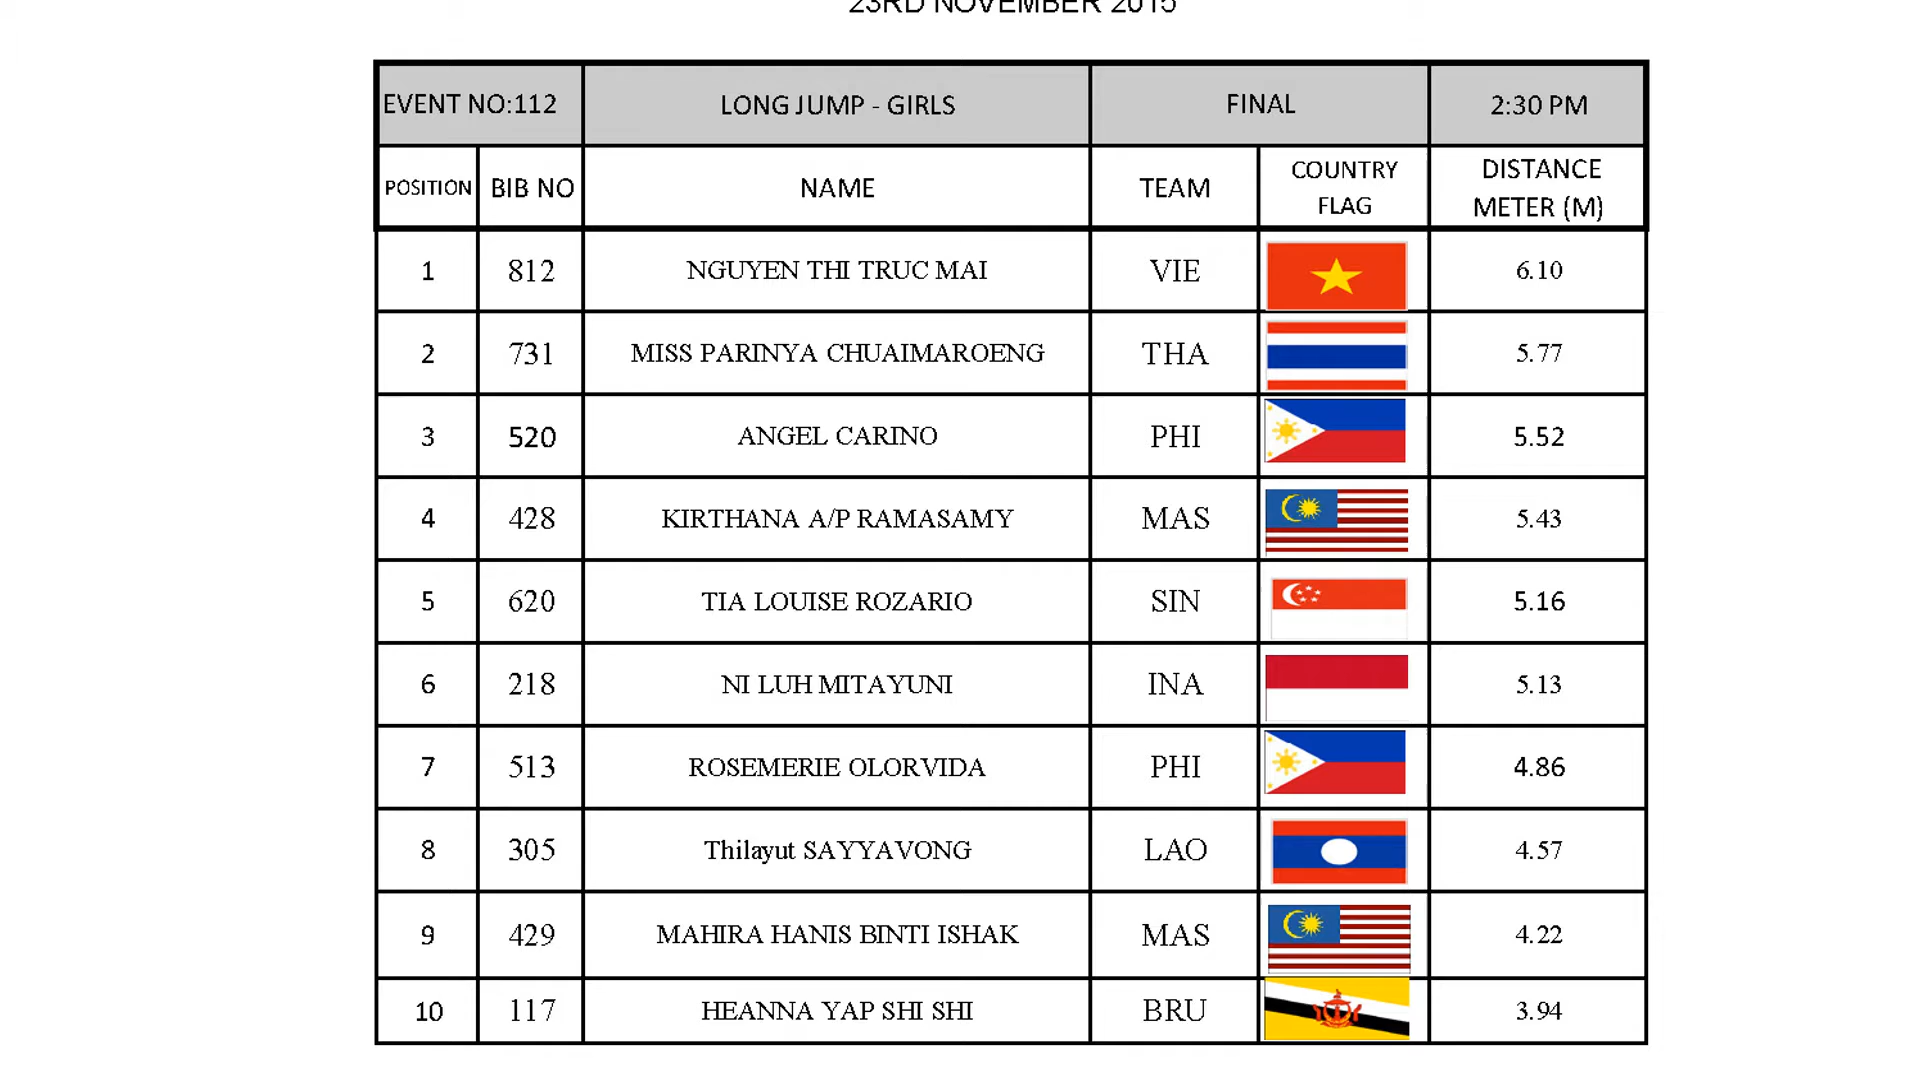 23RD NOVEMBER 2015
EVENT NO:112 LONG JUMP - GIRLS FINAL 2:30 PM
POSITION BIB NO NAME TEAM COUNTRY FLAG DISTANCE METER (M)
1 812 NGUYEN THI TRUC MAI VIE 6.10
2 731 MISS PARINYA CHUAIMAROENG THA 5.77
3 520 ANGEL CARINO PHI 5.52
4 428 KIRTHANA A/P RAMASAMY MAS 5.43
5 620 TIA LOUISE ROZARIO SIN 5.16
6 218 NI LUH MITAYUNI INA 5.13
7 513 ROSEMERIE OLORVIDA PHI 4.86
8 305 Thilayut SAYYAVONG LAO 4.57
9 429 MAHIRA HANIS BINTI ISHAK MAS 4.22
10 117 HEANNA YAP SHI SHI BRU 3.94